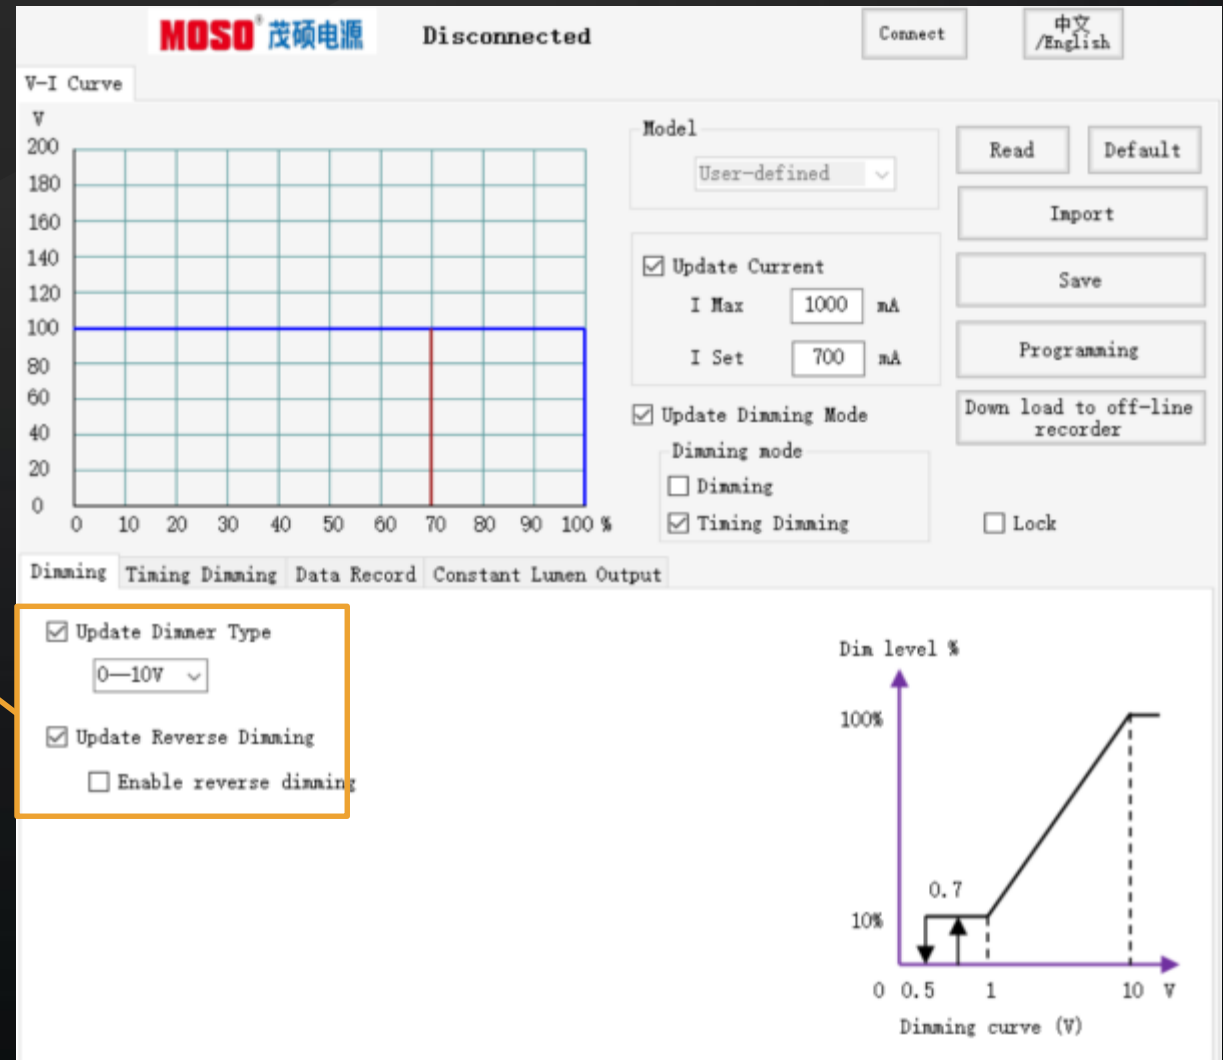 MOSO® 茂硕电源
Disconnected
Connect
中文
/English
V-I Curve
V
200
180
160
140
120
100
80
60
40
20
0
0 10 20 30 40 50 60 70 80 90 100 %
Model
User-defined
Read
Default
Import
Update Current
I Max 1000 mA
I Set 700 mA
Save
Programming
Update Dimming Mode
Dimming mode
Dimming
Timing Dimming
Down load to off-line
recorder
Lock
Dimming Timing Dimming Data Record Constant Lumen Output
Update Dimmer Type
0—10V
Update Reverse Dimming
Enable reverse dimming
Dim level %
100%
0.7
10%
0 0.5 1 10 V
Dimming curve (V)